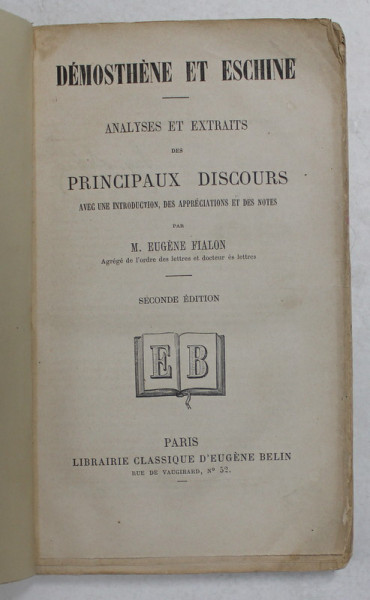 DÉMOSTHÈNE ET ESCHINE
ANALYSES ET EXTRAITS
DES
PRINCIPAUX DISCOURS
AVEC UNE INTRODUCTION, DES APPRÉCIATIONS ET DES NOTES
PAR
M. EUGÈNE FIALON
Agrégé de l'ordre des lettres et docteur ès lettres
SECONDE ÉDITION
E B
PARIS
LIBRAIRIE CLASSIQUE D'EUGÈNE BELIN
RUE DE VAUGIRARD, Nº 52.